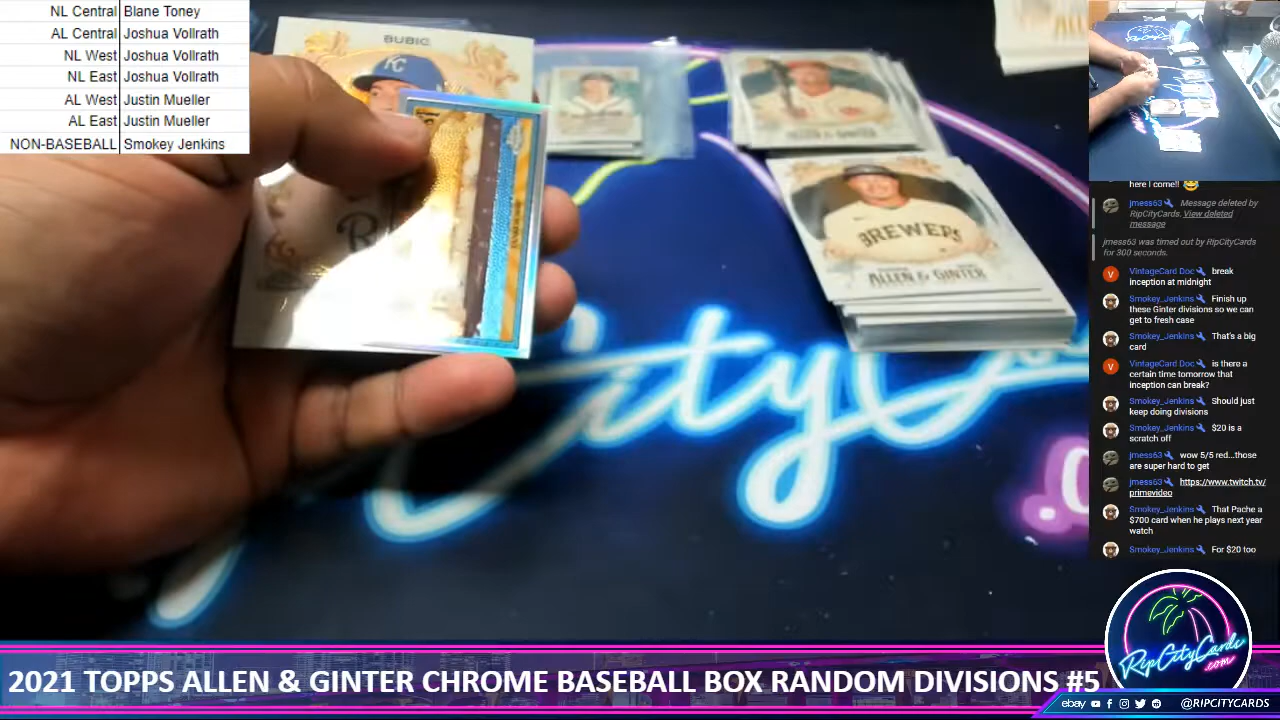 NL Central Blane Toney
AL Central Joshua Vollrath
NL West Joshua Vollrath
NL East Joshua Vollrath
AL West Justin Mueller
AL East Justin Mueller
NON-BASEBALL Smokey Jenkins
BUBIC
KC
ALLEN & GINTER
BREWERS
ALLEN & GINTER
City
.C
here I come!! 😂
jmess63 Message deleted by
RipCityCards. View deleted
message
jmess63 was timed out by RipCityCards
for 300 seconds.
V VintageCard Doc break
inception at midnight
Smokey_Jenkins Finish up
these Ginter divisions so we can
get to fresh case
Smokey_Jenkins That's a big
card
V VintageCard Doc is there a
certain time tomorrow that
inception can break?
Smokey_Jenkins Should just
keep doing divisions
Smokey_Jenkins $20 is a
scratch off
jmess63 wow 5/5 red...those
are super hard to get
jmess63 https://www.twitch.tv/
primevideo
Smokey_Jenkins That Pache a
$700 card when he plays next year
watch
Smokey_Jenkins For $20 too
RipCityCards
.com
2021 TOPPS ALLEN & GINTER CHROME BASEBALL BOX RANDOM DIVISIONS #5
ebay @RIPCITYCARDS